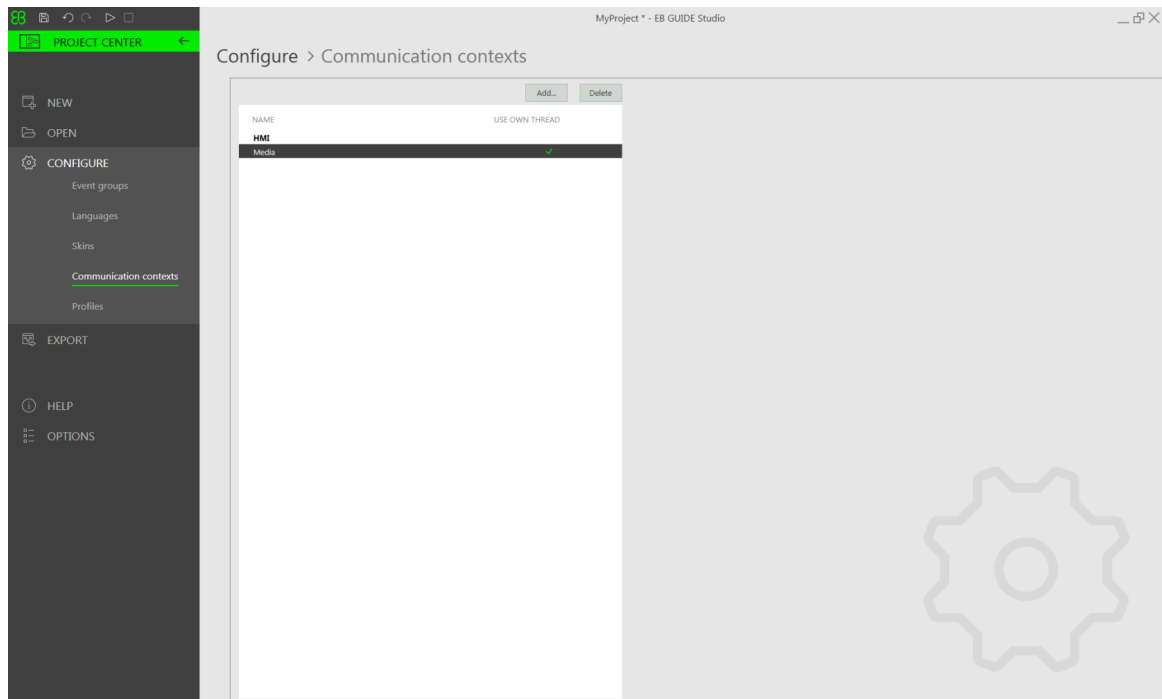 EB
MyProject * - EB GUIDE Studio
PROJECT CENTER
Configure > Communication contexts
NEW
OPEN
CONFIGURE
Event groups
Languages
Skins
Communication contexts
Profiles
EXPORT
HELP
OPTIONS
Add... Delete
NAME USE OWN THREAD
HMI
Media